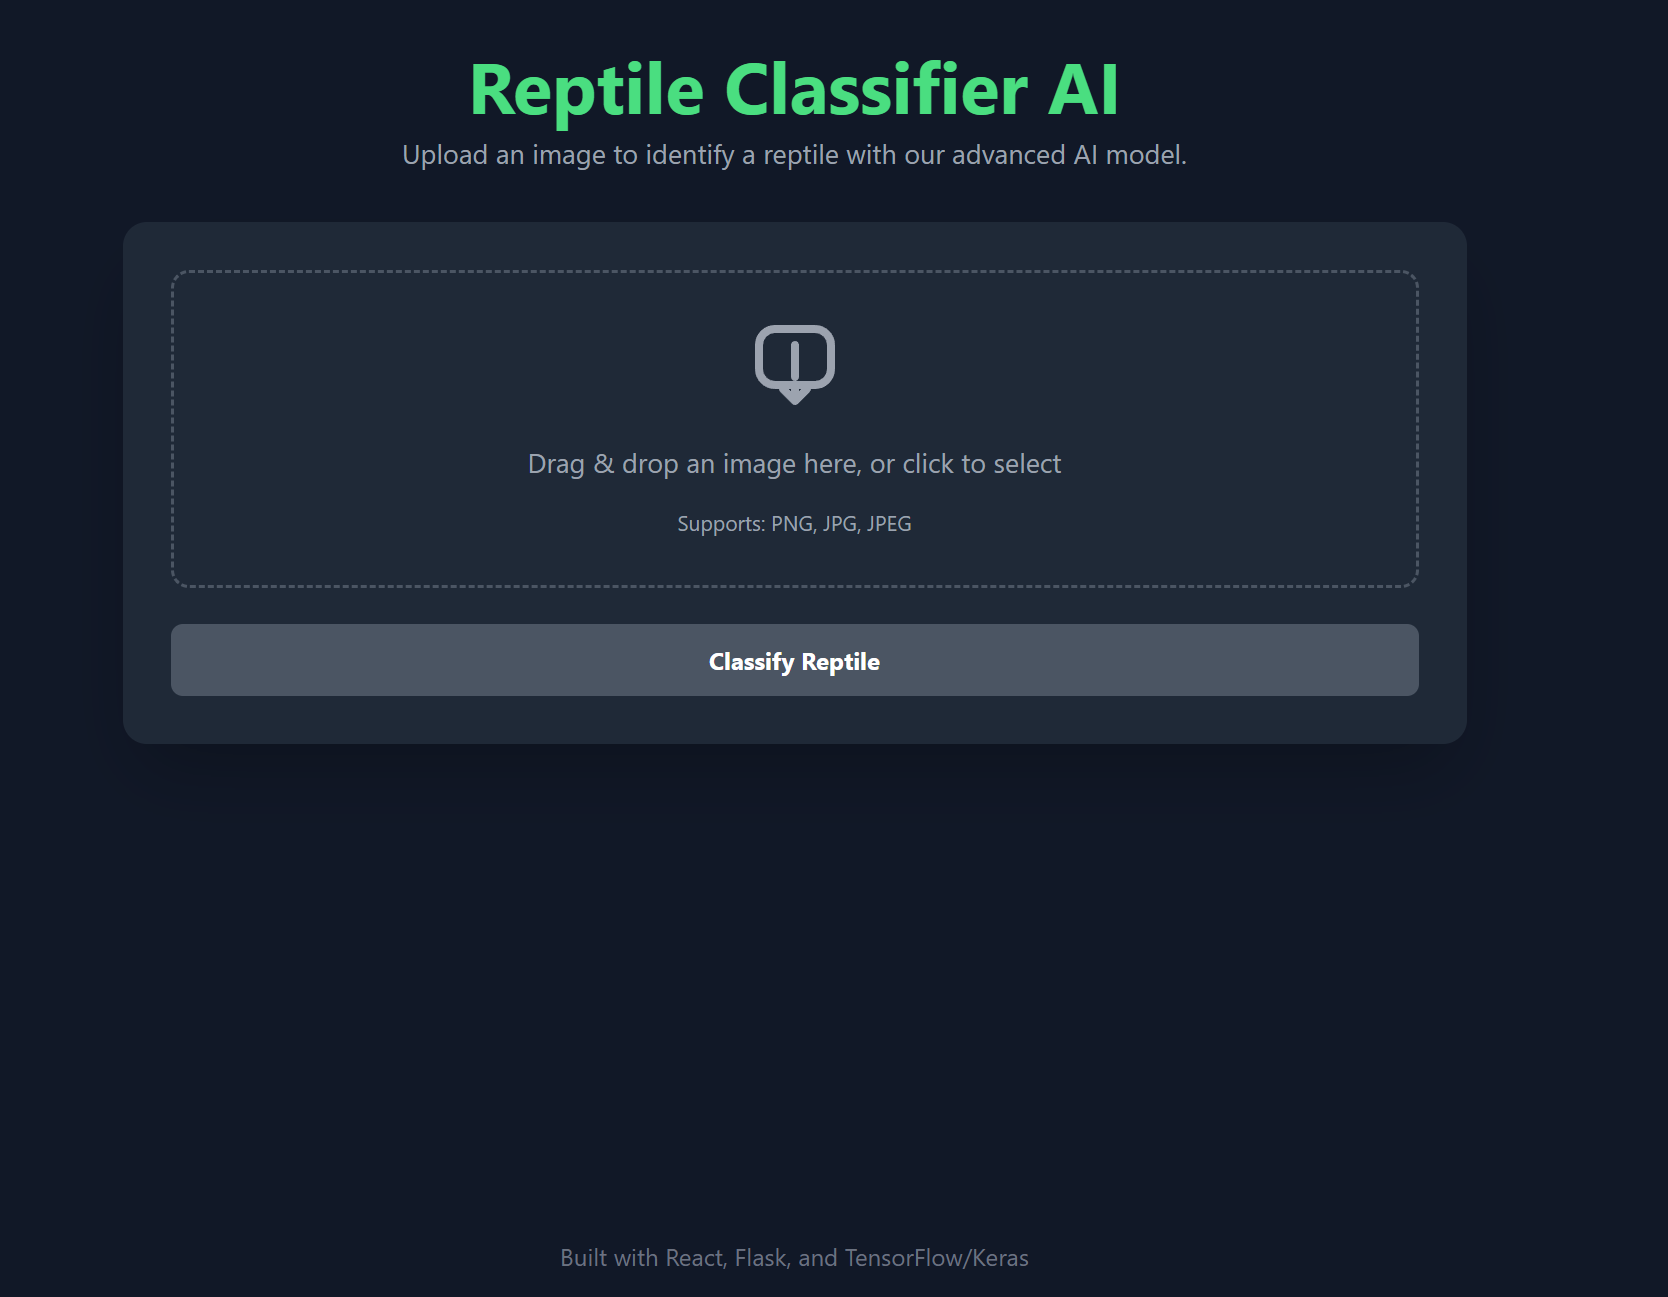 Reptile Classifier AI
Upload an image to identify a reptile with our advanced AI model.
Drag & drop an image here, or click to select
Supports: PNG, JPG, JPEG
Classify Reptile
Built with React, Flask, and TensorFlow/Keras